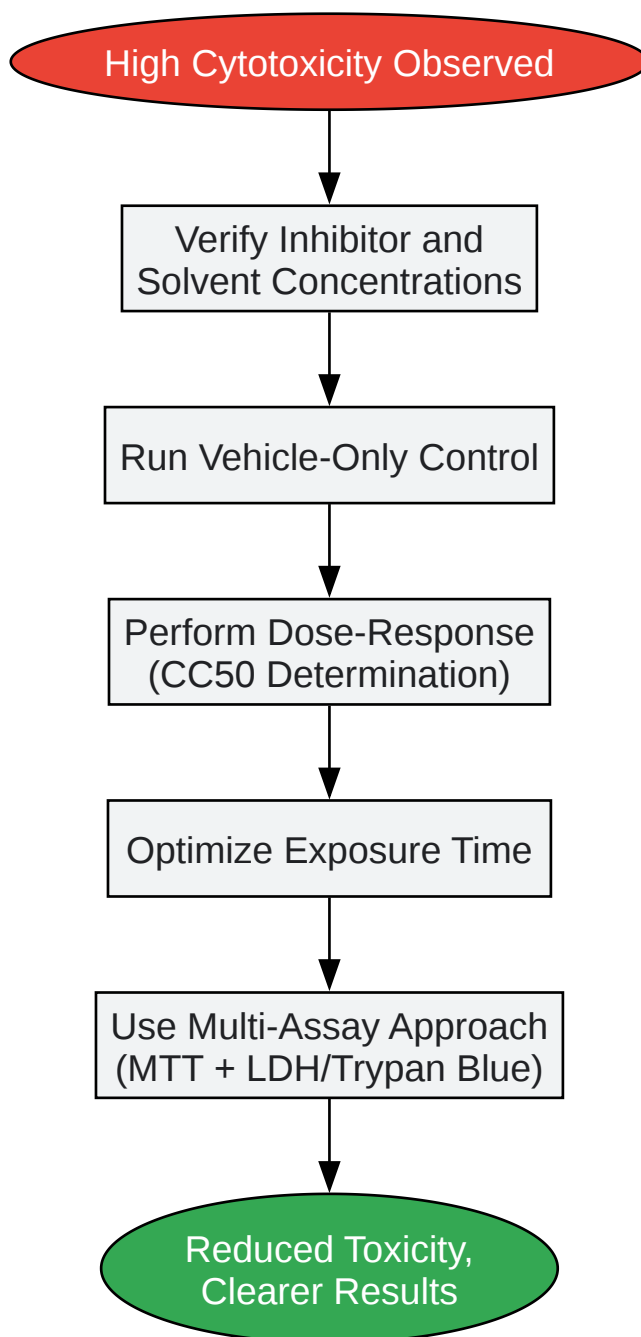 High Cytotoxicity Observed
Verify Inhibitor and
Solvent Concentrations
Run Vehicle-Only Control
Perform Dose-Response
(CC50 Determination)
Optimize Exposure Time
Use Multi-Assay Approach
(MTT + LDH/Trypan Blue)
Reduced Toxicity,
Clearer Results